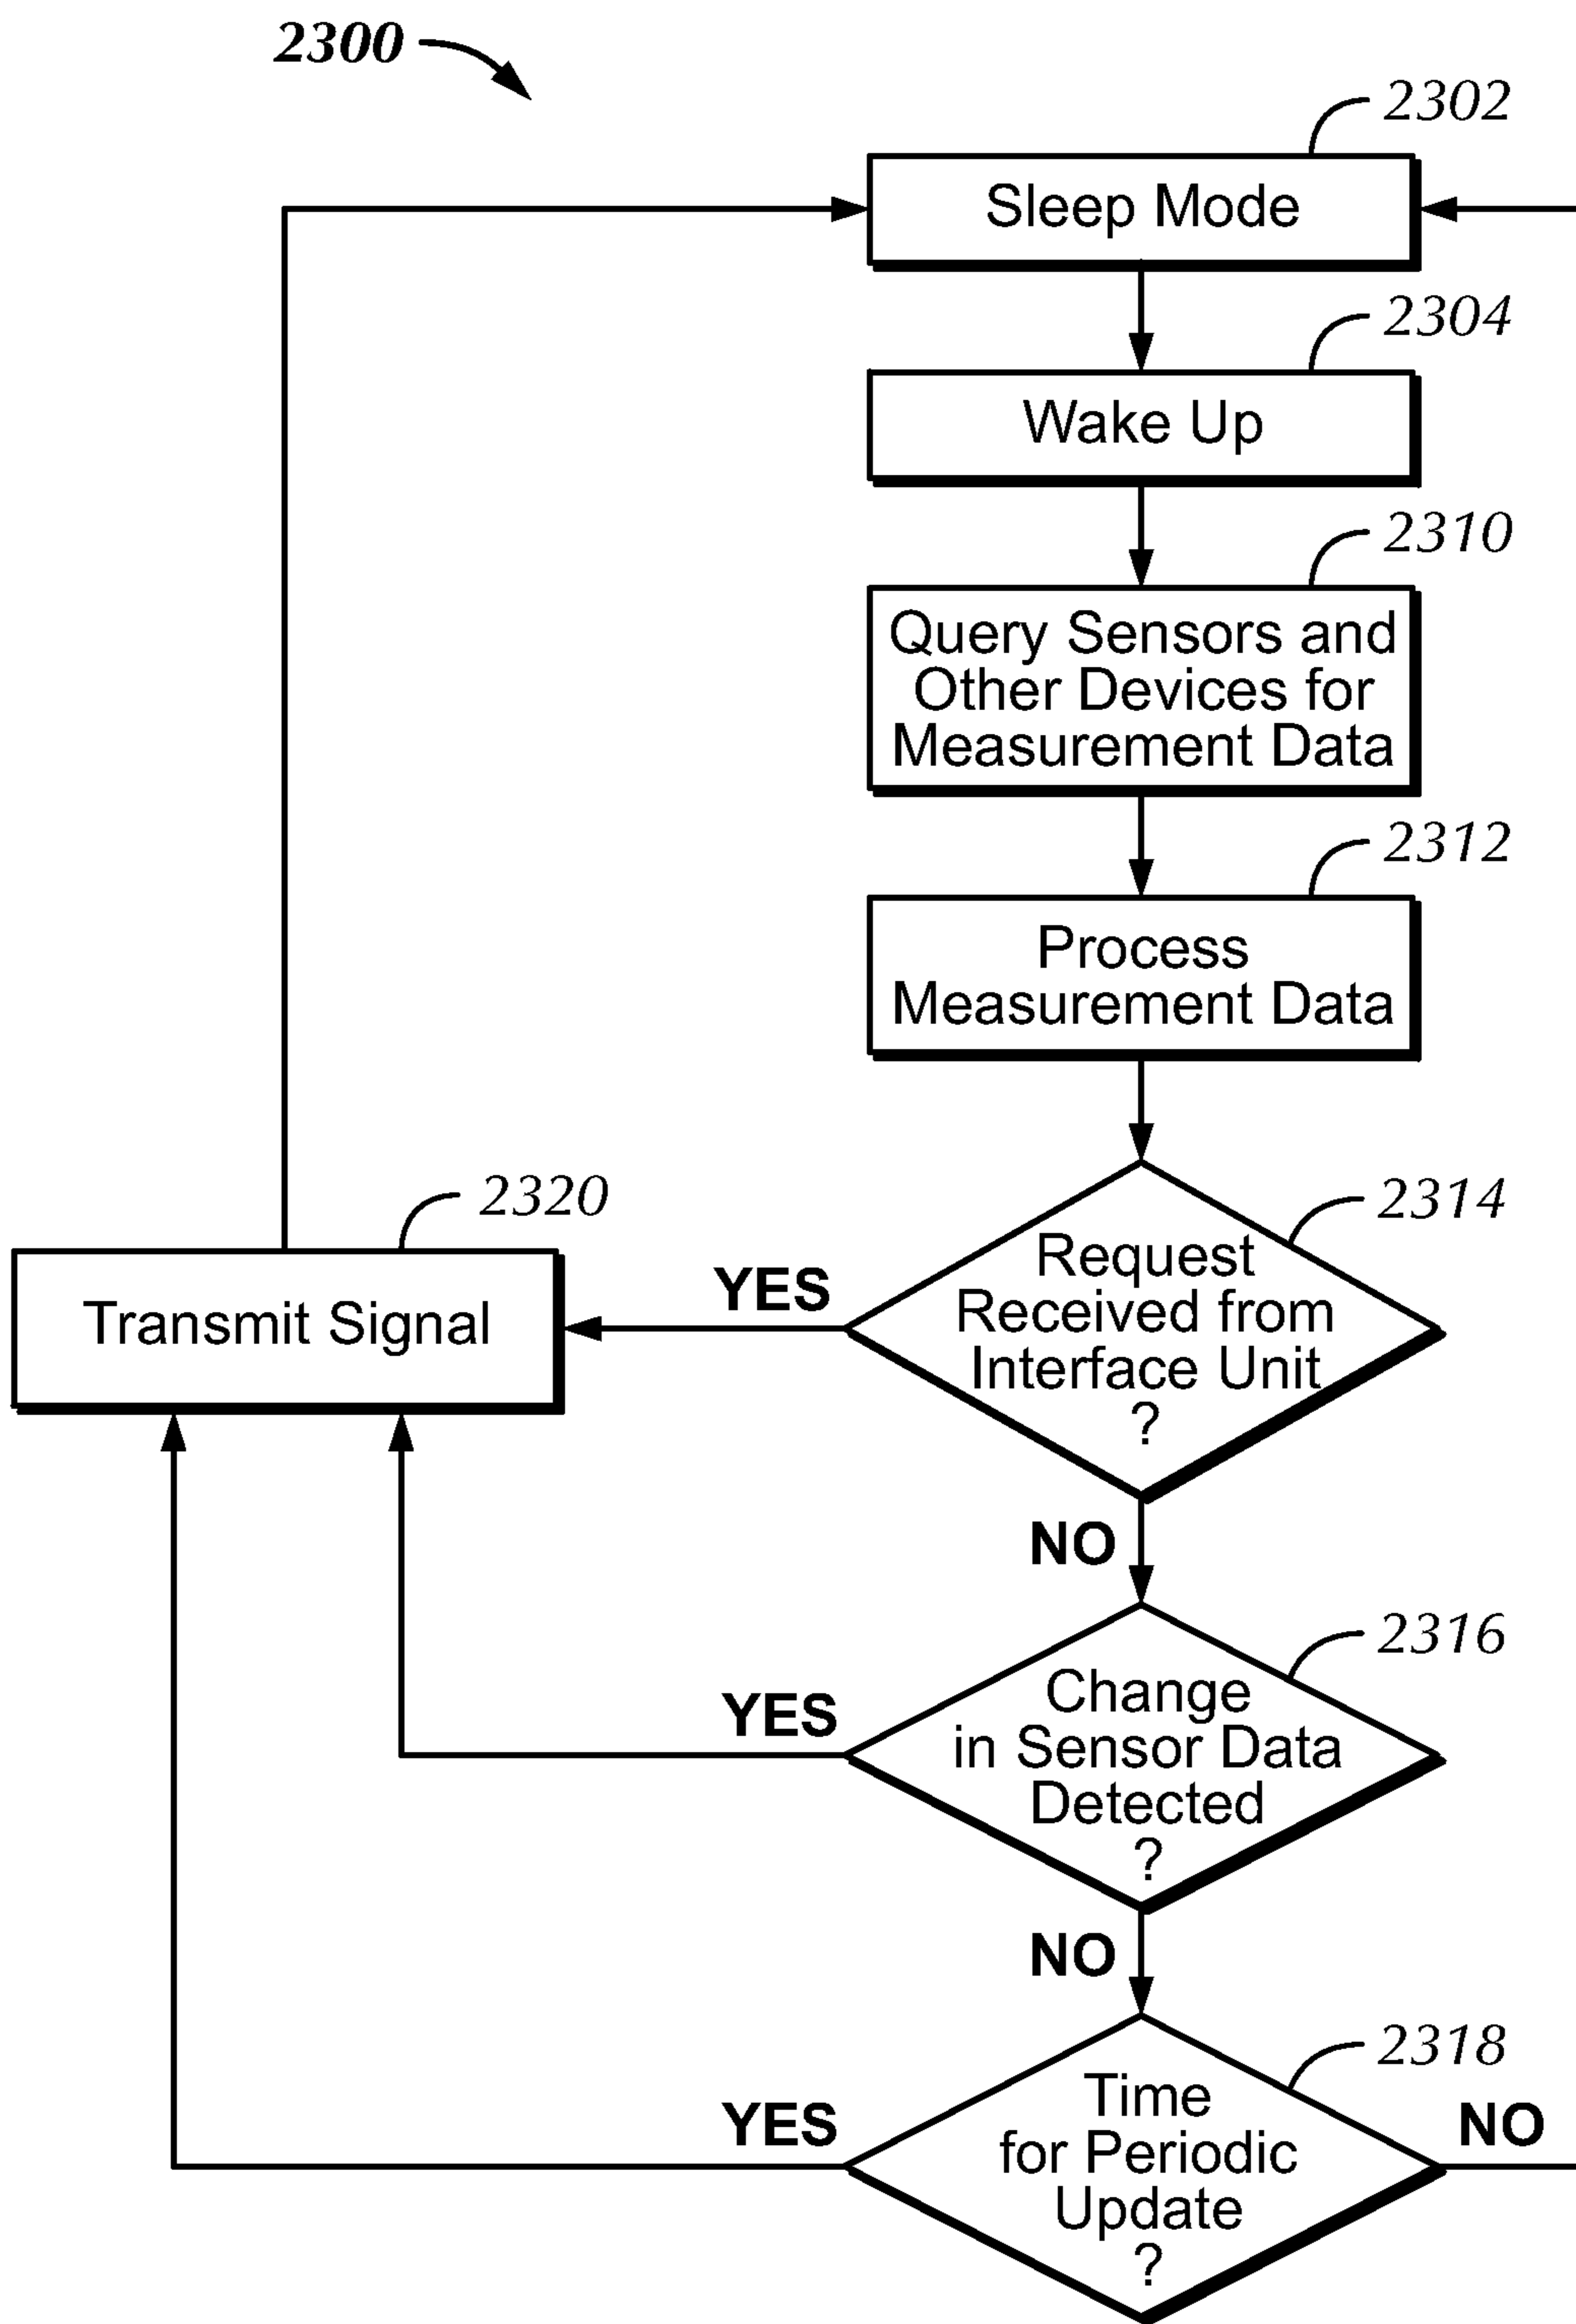 2300
2302
Sleep Mode
2304
Wake Up
2310
Query Sensors and
Other Devices for
Measurement Data
2312
Process
Measurement Data
2320
Transmit Signal
2314
YES
Request
Received from
Interface Unit
?
NO
2316
YES
Change
in Sensor Data
Detected
?
NO
2318
YES
Time
for Periodic
Update
?
NO